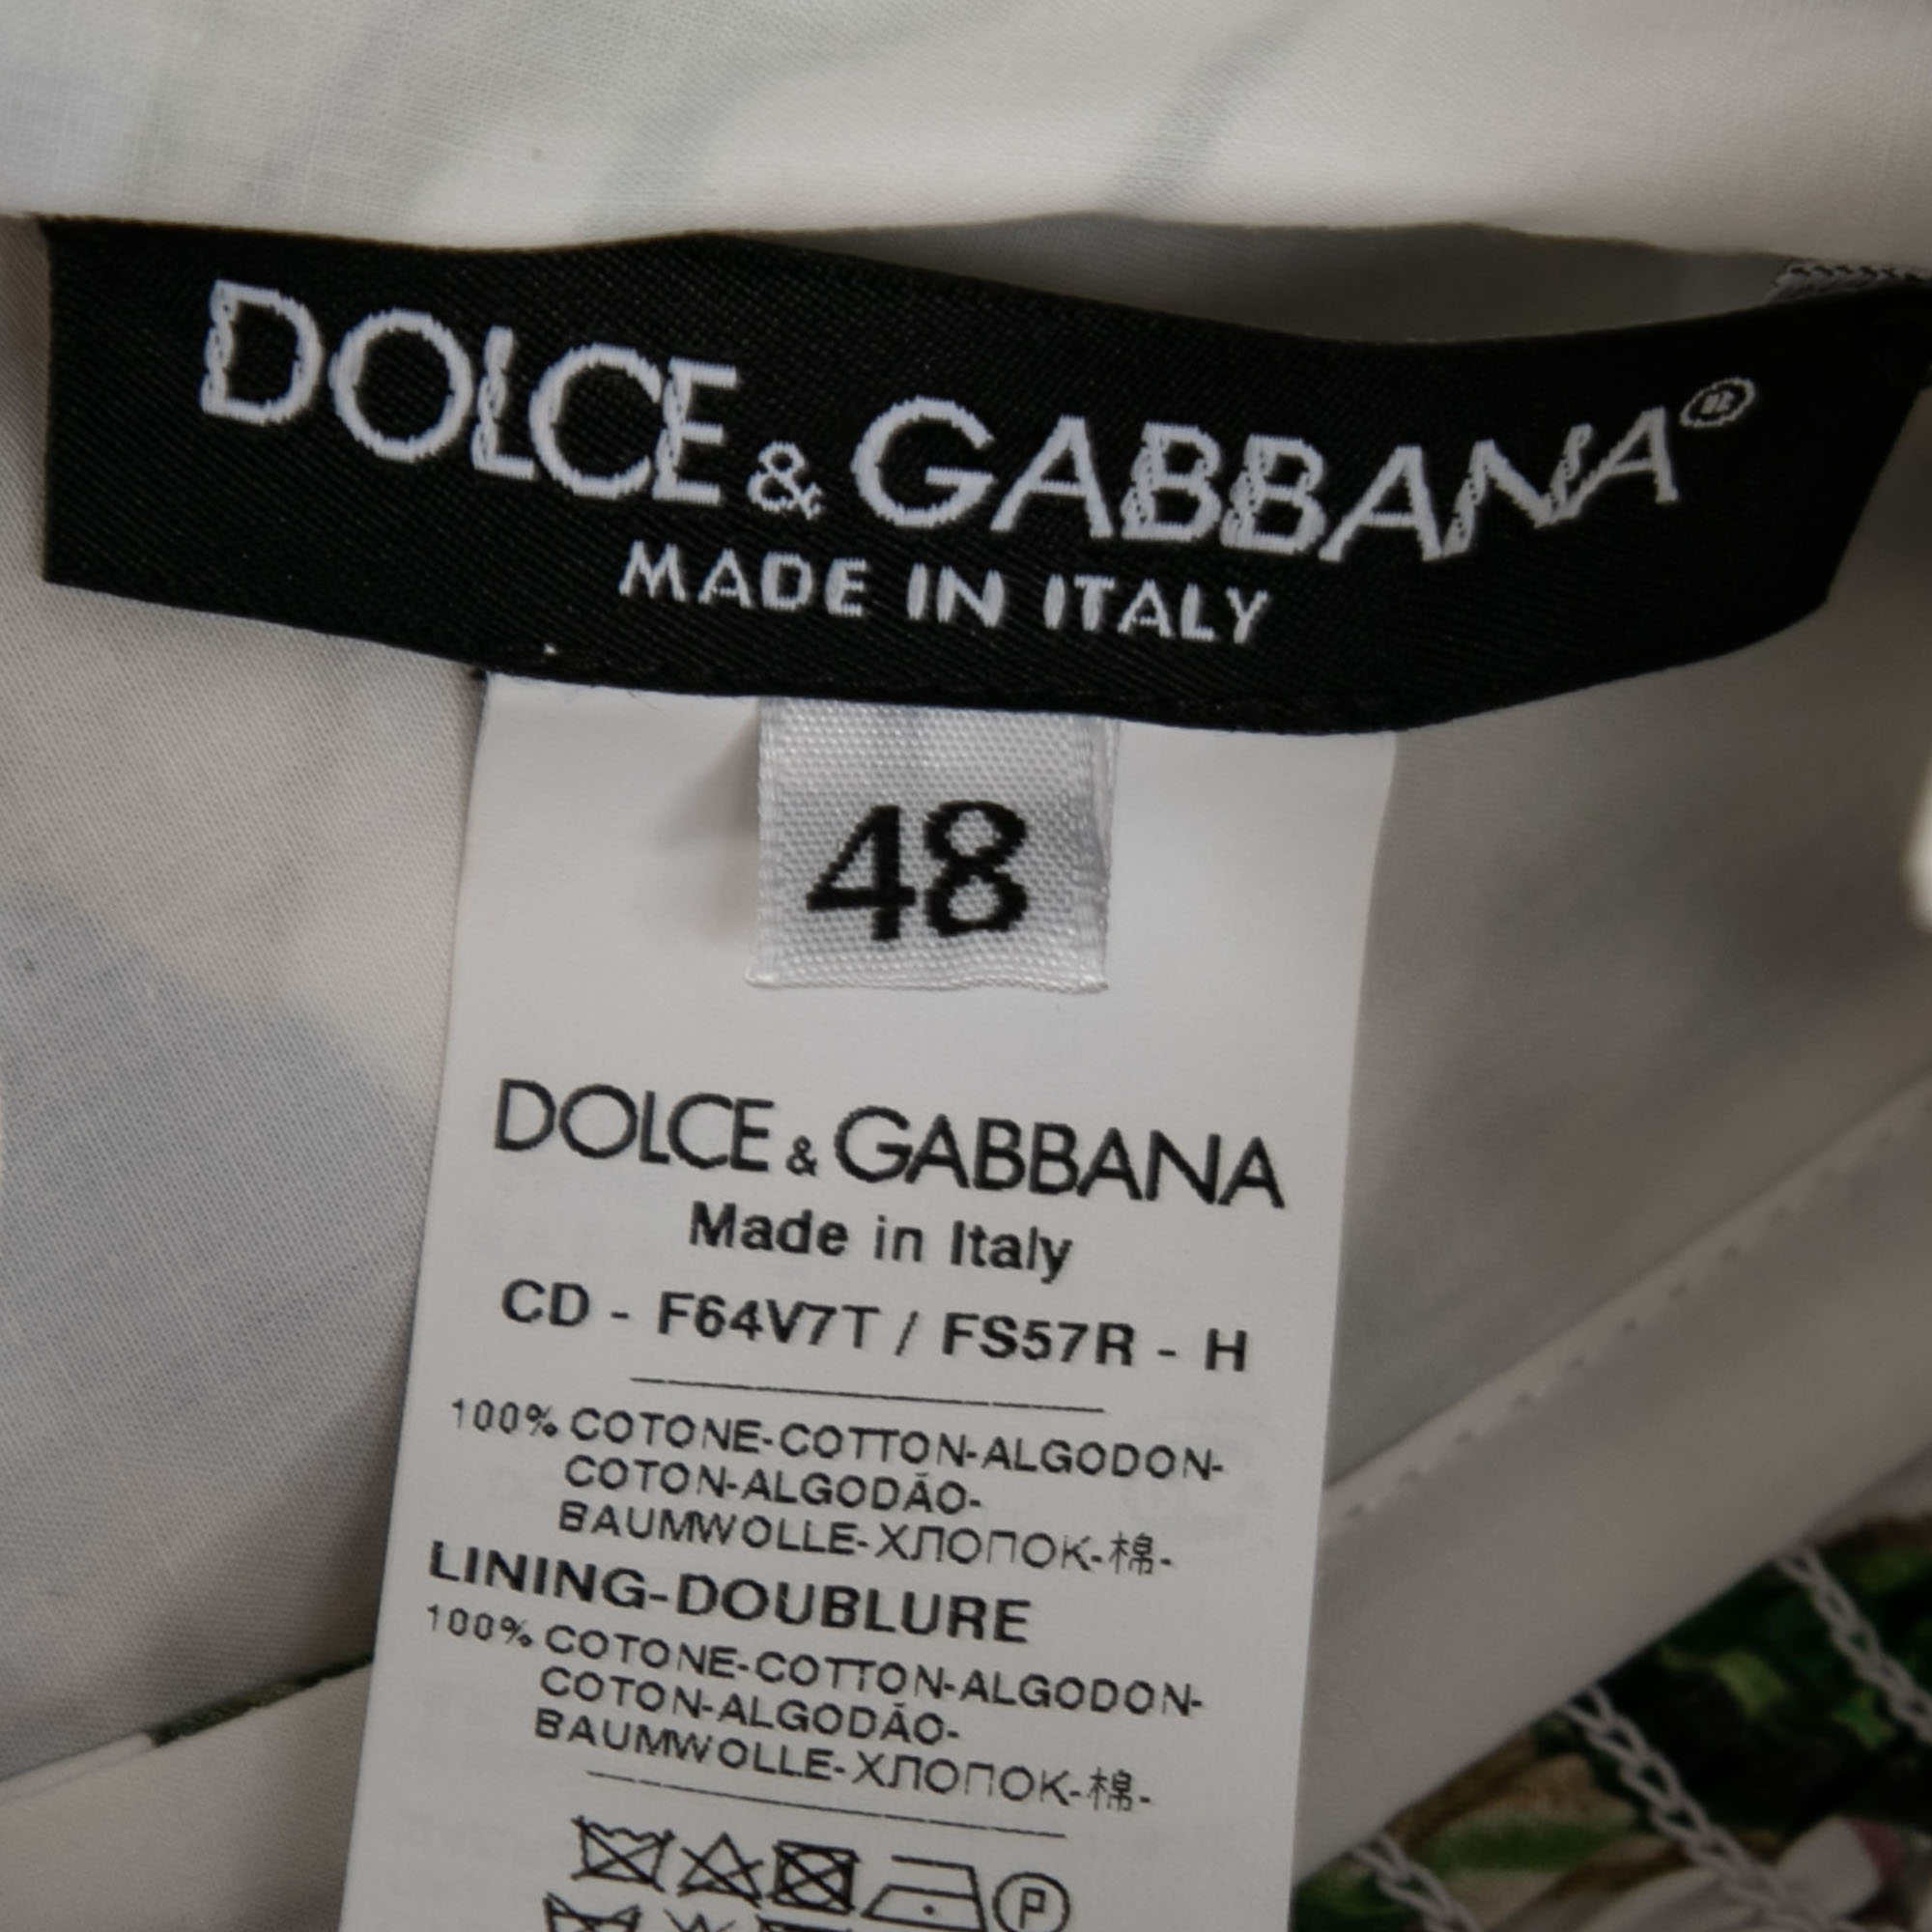 DOLCE & GABBANA®
MADE IN ITALY
48
DOLCE & GABBANA
Made in Italy
CD - F64V7T / FS57R - H
100% COTONE-COTTON-ALGODON-
COTON-ALGODÃO-
BAUMWOLLE-ХЛОПОК-棉-
LINING-DOUBLURE
100% COTONE-COTTON-ALGODON-
COTON-ALGODÃO-
BAUMWOLLE-ХЛОПОК-棉-
P